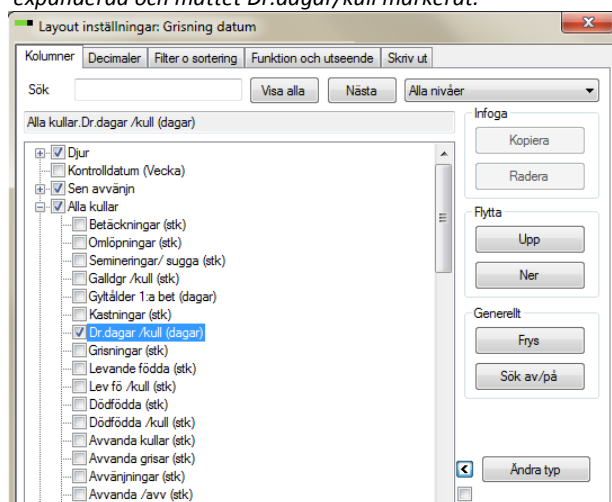 expanderad och måttet Dr.dagar/kull markerat.
Layout inställningar: Grisning datum
Kolumner Decimaler Filter o sortering Funktion och utseende Skriv ut
Sök Visa alla Nästa Alla nivåer
Alla kullar.Dr.dagar /kull (dagar)
Infoga
Kopiera
Radera
Flytta
Upp
Ner
Generellt
Frys
Sök av/på
Ändra typ
Djur
Kontrolldatum (Vecka)
Sen avvänjn
Alla kullar
Betäckningar (stk)
Omlöpningar (stk)
Semineringar/ sugga (stk)
Galldgr /kull (stk)
Gyltålder 1:a bet (dagar)
Kastningar (stk)
Dr.dagar /kull (dagar)
Grisningar (stk)
Levande födda (stk)
Lev fö /kull (stk)
Dödfödda (stk)
Dödfödda /kull (stk)
Avvanda kullar (stk)
Avvanda grisar (stk)
Avvänjningar (stk)
Avvanda /avv (stk)